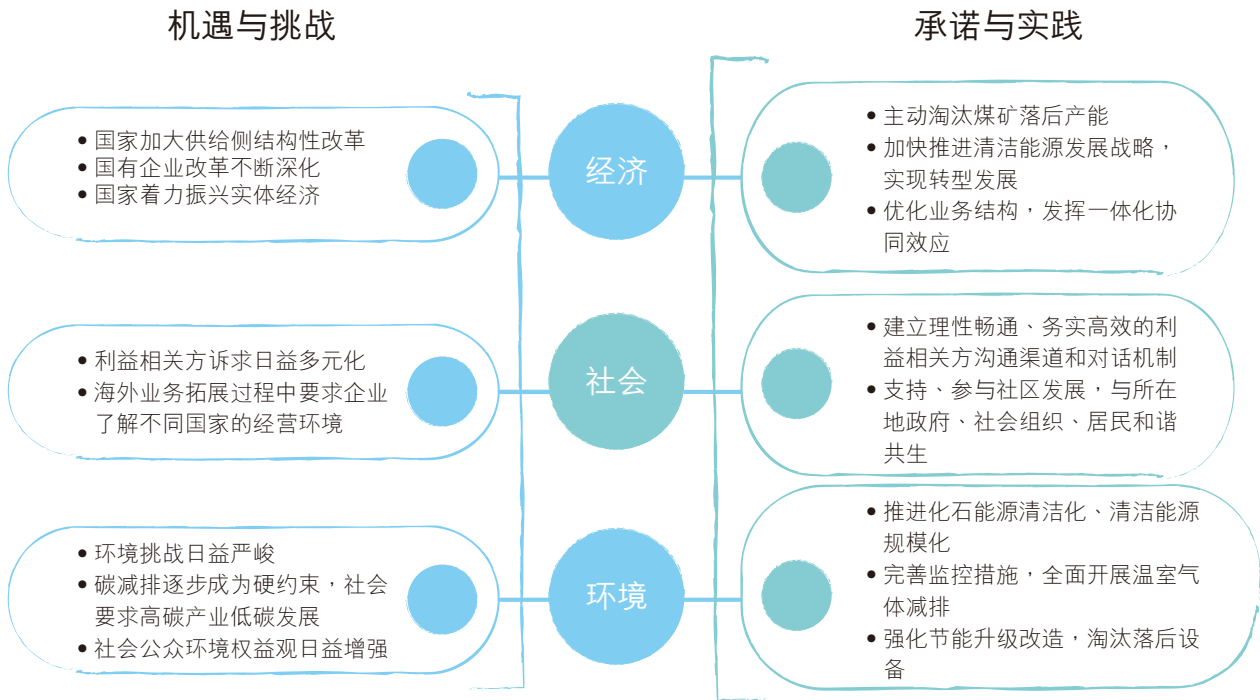 机遇与挑战
承诺与实践
• 国家加大供给侧结构性改革
• 国有企业改革不断深化
• 国家着力振兴实体经济
经济
• 主动淘汰煤矿落后产能
• 加快推进清洁能源发展战略，
实现转型发展
• 优化业务结构，发挥一体化协
同效应
• 利益相关方诉求日益多元化
• 海外业务拓展过程中要求企业
了解不同国家的经营环境
社会
• 建立理性畅通、务实高效的利
益相关方沟通渠道和对话机制
• 支持、参与社区发展，与所在
地政府、社会组织、居民和谐
共生
• 环境挑战日益严峻
• 碳减排逐步成为硬约束，社会
要求高碳产业低碳发展
• 社会公众环境权益观日益增强
环境
• 推进化石能源清洁化、清洁能源
规模化
• 完善监控措施，全面开展温室气
体减排
• 强化节能升级改造，淘汰落后设
备